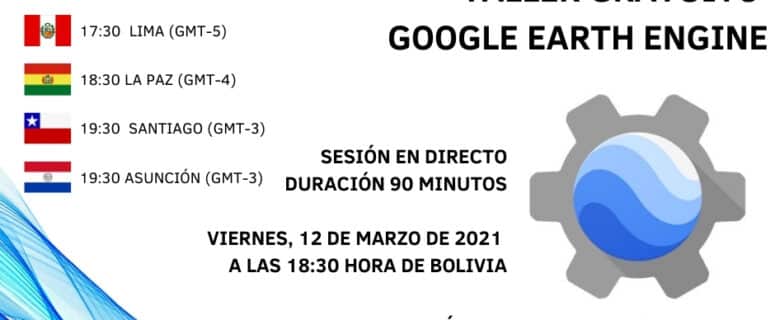 TALLER GRATUITO
GOOGLE EARTH ENGINE
17:30 LIMA (GMT-5)
18:30 LA PAZ (GMT-4)
19:30 SANTIAGO (GMT-3)
19:30 ASUNCIÓN (GMT-3)
SESIÓN EN DIRECTO
DURACIÓN 90 MINUTOS
VIERNES, 12 DE MARZO DE 2021
A LAS 18:30 HORA DE BOLIVIA